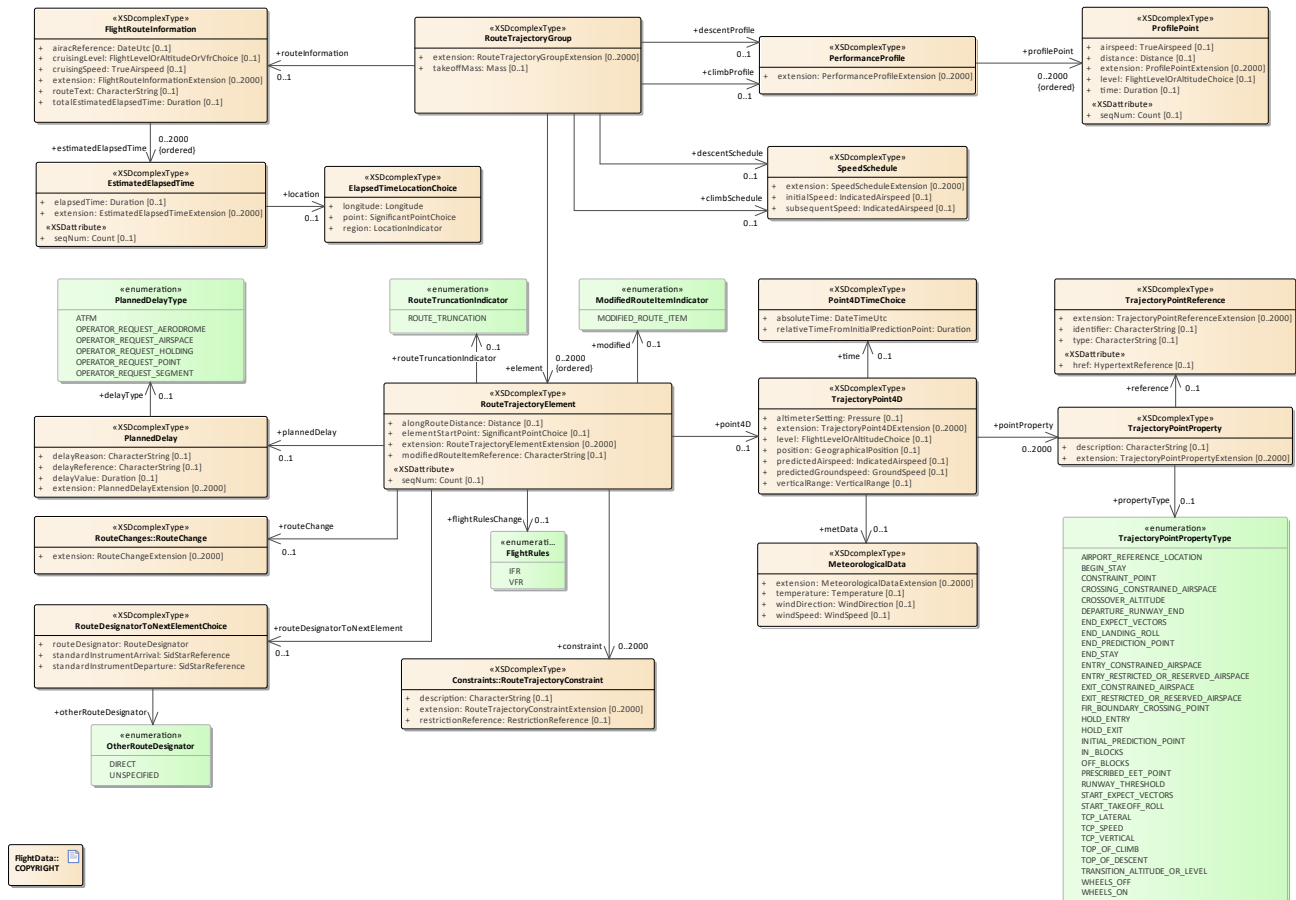 «XSDcomplexType»
FlightRouteInformation
+ airacReference: DateUtc [0..1]
+ cruisingLevel: FlightLevelOrAltitudeOrVfrChoice [0..1]
+ cruisingSpeed: TrueAirspeed [0..1]
+ extension: FlightRouteInformationExtension [0..2000]
+ routeText: CharacterString [0..1]
+ totalEstimatedElapsedTime: Duration [0..1]
+routeInformation
0..1
«XSDcomplexType»
RouteTrajectoryGroup
+ extension: RouteTrajectoryGroupExtension [0..2000]
+ takeoffMass: Mass [0..1]
+descentProfile
0..1
+climbProfile
0..1
«XSDcomplexType»
PerformanceProfile
+ extension: PerformanceProfileExtension [0..2000]
+profilePoint
0..2000
{ordered}
«XSDcomplexType»
ProfilePoint
+ airspeed: TrueAirspeed [0..1]
+ distance: Distance [0..1]
+ extension: ProfilePointExtension [0..2000]
+ level: FlightLevelOrAltitudeChoice [0..1]
+ time: Duration [0..1]
«XSDattribute»
+ seqNum: Count [0..1]
+estimatedElapsedTime
0..2000
{ordered}
«XSDcomplexType»
EstimatedElapsedTime
+ elapsedTime: Duration [0..1]
+ extension: EstimatedElapsedTimeExtension [0..2000]
«XSDattribute»
+ seqNum: Count [0..1]
+location
0..1
«XSDcomplexType»
ElapsedTimeLocationChoice
+ longitude: Longitude
+ point: SignificantPointChoice
+ region: LocationIndicator
+descentSchedule
0..1
+climbSchedule
0..1
«XSDcomplexType»
SpeedSchedule
+ extension: SpeedScheduleExtension [0..2000]
+ initialSpeed: IndicatedAirspeed [0..1]
+ subsequentSpeed: IndicatedAirspeed [0..1]
«enumeration»
PlannedDelayType
ATFM
OPERATOR_REQUEST_AERODROME
OPERATOR_REQUEST_AIRSPACE
OPERATOR_REQUEST_HOLDING
OPERATOR_REQUEST_POINT
OPERATOR_REQUEST_SEGMENT
«enumeration»
RouteTruncationIndicator
ROUTE_TRUNCATION
«enumeration»
ModifiedRouteItemIndicator
MODIFIED_ROUTE_ITEM
«XSDcomplexType»
Point4DTimeChoice
+ absoluteTime: DateTimeUtc
+ relativeTimeFromInitialPredictionPoint: Duration
«XSDcomplexType»
TrajectoryPointReference
+ extension: TrajectoryPointReferenceExtension [0..2000]
+ identifier: CharacterString [0..1]
+ type: CharacterString [0..1]
«XSDattribute»
+ href: HypertextReference [0..1]
+delayType
0..1
0..1
+routeTruncationIndicator
+element
0..2000
{ordered}
+modified
0..1
+time
0..1
+reference
0..1
«XSDcomplexType»
PlannedDelay
+ delayReason: CharacterString [0..1]
+ delayReference: CharacterString [0..1]
+ delayValue: Duration [0..1]
+ extension: PlannedDelayExtension [0..2000]
+plannedDelay
0..1
«XSDcomplexType»
RouteTrajectoryElement
+ alongRouteDistance: Distance [0..1]
+ elementStartPoint: SignificantPointChoice [0..1]
+ extension: RouteTrajectoryElementExtension [0..2000]
+ modifiedRouteItemReference: CharacterString [0..1]
«XSDattribute»
+ seqNum: Count [0..1]
+point4D
0..1
«XSDcomplexType»
TrajectoryPoint4D
+ altimeterSetting: Pressure [0..1]
+ extension: TrajectoryPoint4DExtension [0..2000]
+ level: FlightLevelOrAltitudeChoice [0..1]
+ position: GeographicalPosition [0..1]
+ predictedAirspeed: IndicatedAirspeed [0..1]
+ predictedGroundspeed: GroundSpeed [0..1]
+ verticalRange: VerticalRange [0..1]
+pointProperty
0..2000
«XSDcomplexType»
TrajectoryPointProperty
+ description: CharacterString [0..1]
+ extension: TrajectoryPointPropertyExtension [0..2000]
«XSDcomplexType»
RouteChanges::RouteChange
+ extension: RouteChangeExtension [0..2000]
+routeChange
0..1
+flightRulesChange
0..1
«enumerati...
FlightRules
IFR
VFR
+metData
0..1
«XSDcomplexType»
MeteorologicalData
+ extension: MeteorologicalDataExtension [0..2000]
+ temperature: Temperature [0..1]
+ windDirection: WindDirection [0..1]
+ windSpeed: WindSpeed [0..1]
+propertyType
0..1
«enumeration»
TrajectoryPointPropertyType
AIRPORT_REFERENCE_LOCATION
BEGIN_STAY
CONSTRAINT_POINT
CROSSING_CONSTRAINED_AIRSPACE
CROSSOVER_ALTITUDE
DEPARTURE_RUNWAY_END
END_EXPECT_VECTORS
END_LANDING_ROLL
END_PREDICTION_POINT
END_STAY
ENTRY_CONSTRAINED_AIRSPACE
ENTRY_RESTRICTED_OR_RESERVED_AIRSPACE
EXIT_CONSTRAINED_AIRSPACE
EXIT_RESTRICTED_OR_RESERVED_AIRSPACE
FIR_BOUNDARY_CROSSING_POINT
HOLD_ENTRY
HOLD_EXIT
INITIAL_PREDICTION_POINT
IN_BLOCKS
OFF_BLOCKS
PRESCRIBED_EET_POINT
RUNWAY_THRESHOLD
START_EXPECT_VECTORS
START_TAKEOFF_ROLL
TCP_LATERAL
TCP_SPEED
TCP_VERTICAL
TOP_OF_CLIMB
TOP_OF_DESCENT
TRANSITION_ALTITUDE_OR_LEVEL
WHEELS_OFF
WHEELS_ON
«XSDcomplexType»
RouteDesignatorToNextElementChoice
+ routeDesignator: RouteDesignator
+ standardInstrumentArrival: SidStarReference
+ standardInstrumentDeparture: SidStarReference
+routeDesignatorToNextElement
0..1
+constraint
0..2000
«XSDcomplexType»
Constraints::RouteTrajectoryConstraint
+ description: CharacterString [0..1]
+ extension: RouteTrajectoryConstraintExtension [0..2000]
+ restrictionReference: RestrictionReference [0..1]
+otherRouteDesignator
«enumeration»
OtherRouteDesignator
DIRECT
UNSPECIFIED
FlightData::
COPYRIGHT